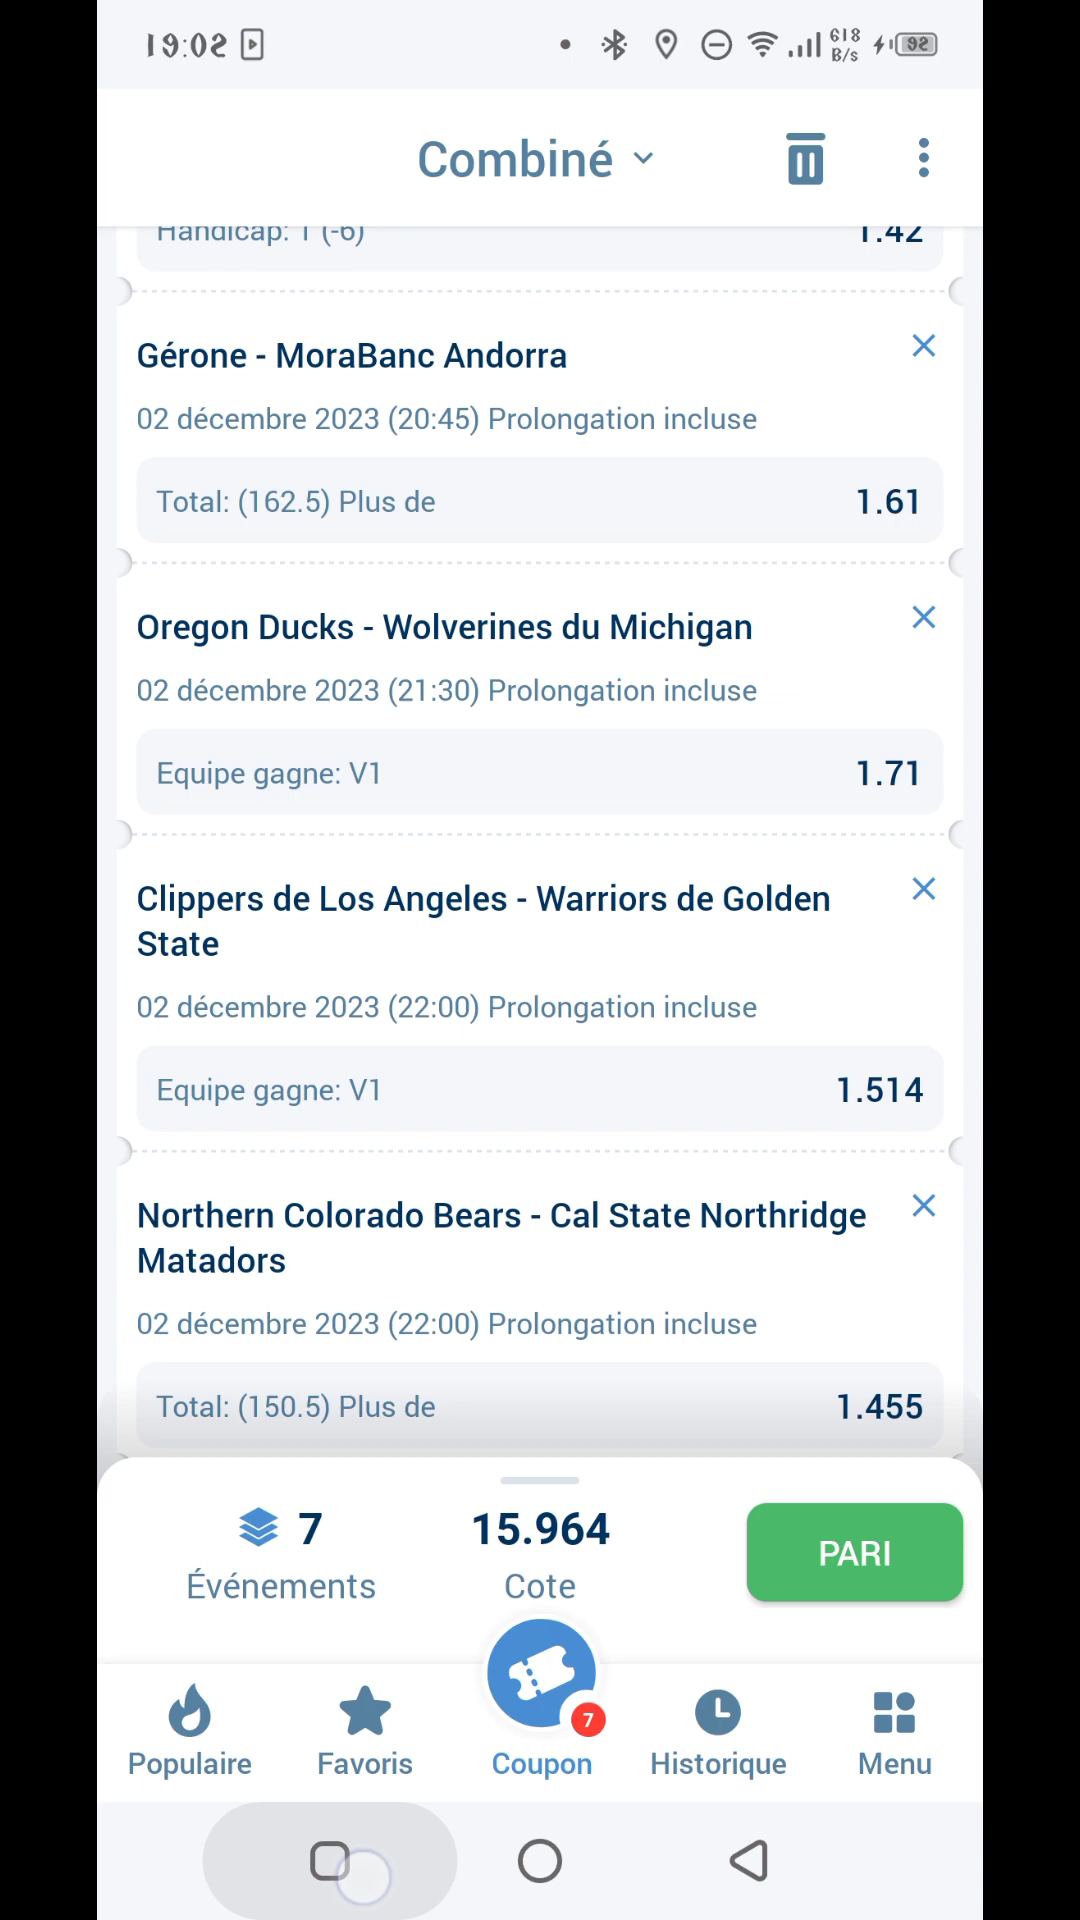 19:02
618
B/s
92
Combiné
Handicap: 1 (-6)
1.42
Gérone - MoraBanc Andorra
02 décembre 2023 (20:45) Prolongation incluse
Total: (162.5) Plus de
1.61
Oregon Ducks - Wolverines du Michigan
02 décembre 2023 (21:30) Prolongation incluse
Equipe gagne: V1
1.71
Clippers de Los Angeles - Warriors de Golden
State
02 décembre 2023 (22:00) Prolongation incluse
Equipe gagne: V1
1.514
Northern Colorado Bears - Cal State Northridge
Matadors
02 décembre 2023 (22:00) Prolongation incluse
Total: (150.5) Plus de
1.455
7
Événements
15.964
Cote
PARI
7
Populaire
Favoris
Coupon
Historique
Menu